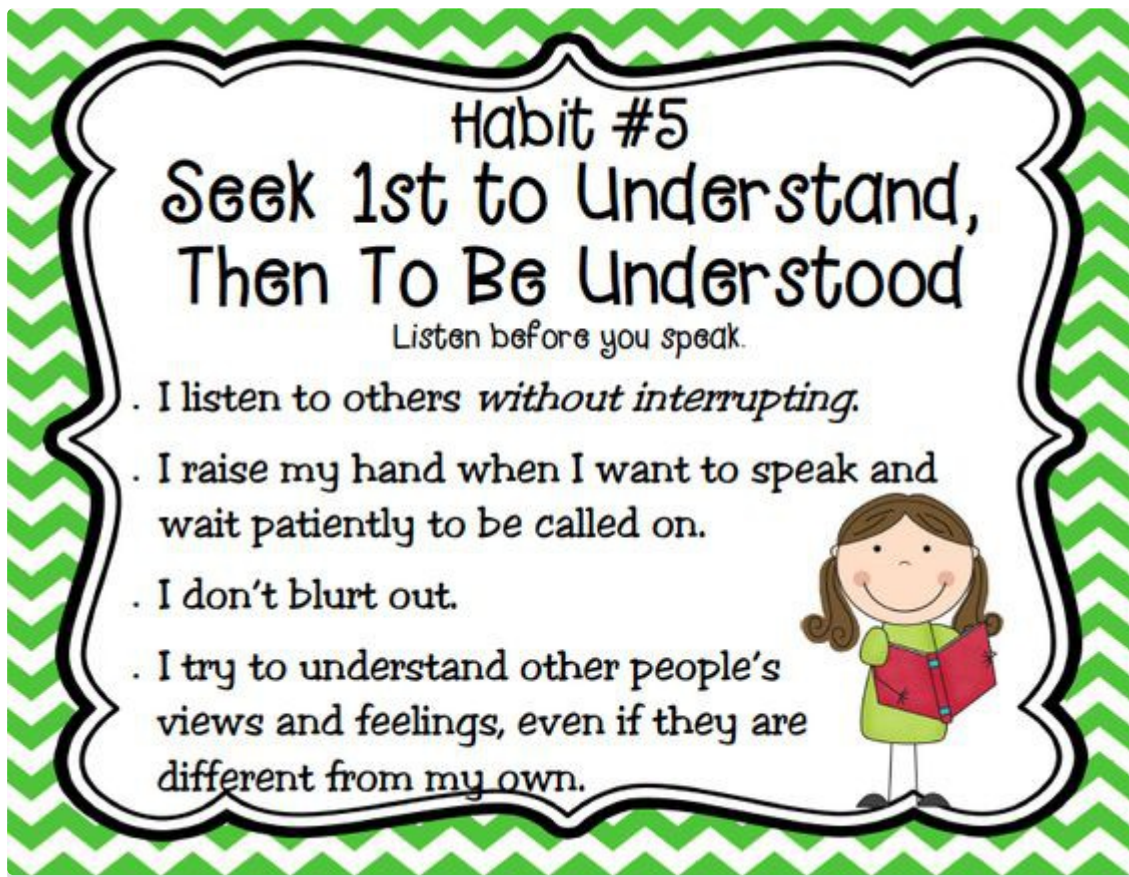 Habit #5
Seek 1st to Understand,
Then To Be Understood
Listen before you speak.
. I listen to others without interrupting.
. I raise my hand when I want to speak and
wait patiently to be called on.
. I don't blurt out.
. I try to understand other people's
views and feelings, even if they are
different from my own.